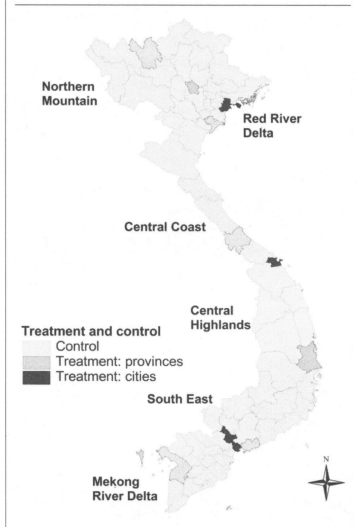 Northern
Mountain
Red River
Delta
Central Coast
Central
Highlands
Treatment and control
Control
Treatment: provinces
Treatment: cities
South East
N
Mekong
River Delta